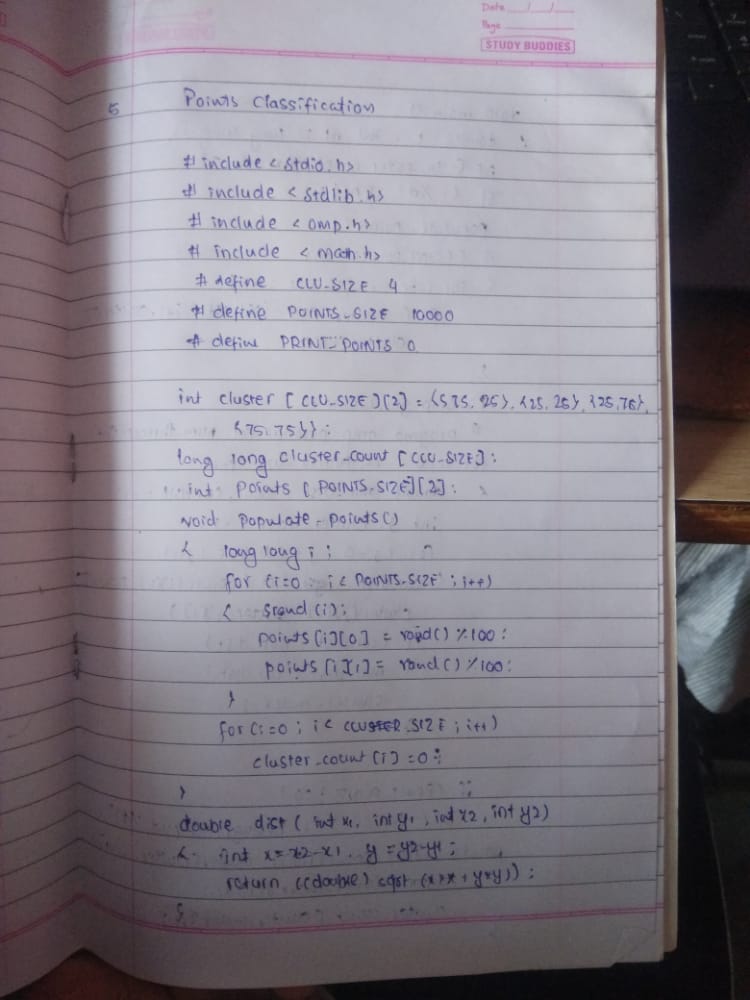 Date / /
Page
STUDY BUDDIES
5 Points Classification
# include < stdio.h>
# include < stdlib.h>
# include < omp.h>
# include < math.h>
# define CLU_SIZE 4
# define POINTS_SIZE 10000
# define PRINT_POINTS 0
int cluster [ CLU_SIZE ][2] = {{75, 25}, {25, 25}, {25,75},
{75,75}};
long long cluster_count [CLU_SIZE];
int points [ POINTS_SIZE][2];
void populate_points()
{ long long i ;
for (i=0 ; i < POINTS_SIZE ; i++)
{ srand (i);
points[i][0] = rand() % 100;
points [i][1] = rand() % 100;
}
for(i=0 ; i < CLUSTER_SIZE ; i++)
cluster_count [i] =0;
}
double dist ( int x1, int y1, int x2, int y2)
{ int x = x2-x1, y = y2-y1;
return ((double) (x*x + y*y));
}